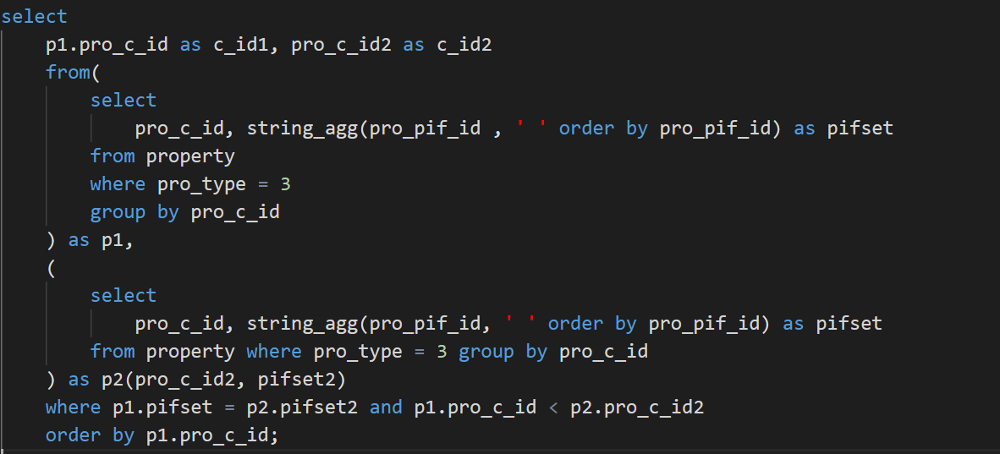 select
p1.pro_c_id as c_id1, pro_c_id2 as c_id2
from(
select
pro_c_id, string_agg(pro_pif_id , ' ' order by pro_pif_id) as pifset
from property
where pro_type = 3
group by pro_c_id
) as p1,
(
select
pro_c_id, string_agg(pro_pif_id, ' ' order by pro_pif_id) as pifset
from property where pro_type = 3 group by pro_c_id
) as p2(pro_c_id2, pifset2)
where p1.pifset = p2.pifset2 and p1.pro_c_id < p2.pro_c_id2
order by p1.pro_c_id;